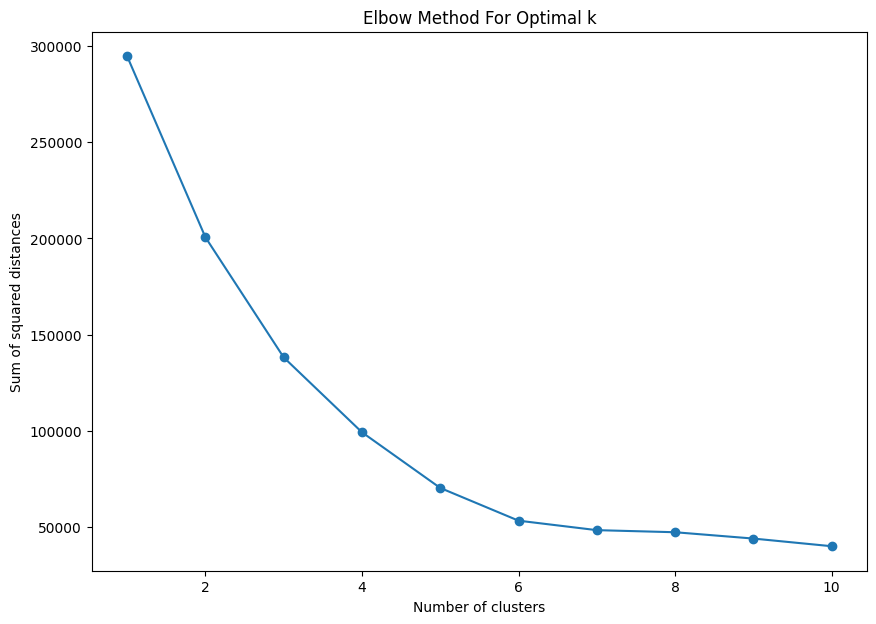 Elbow Method For Optimal k
300000
250000
200000
150000
100000
50000
Sum of squared distances
2 4 6 8 10
Number of clusters